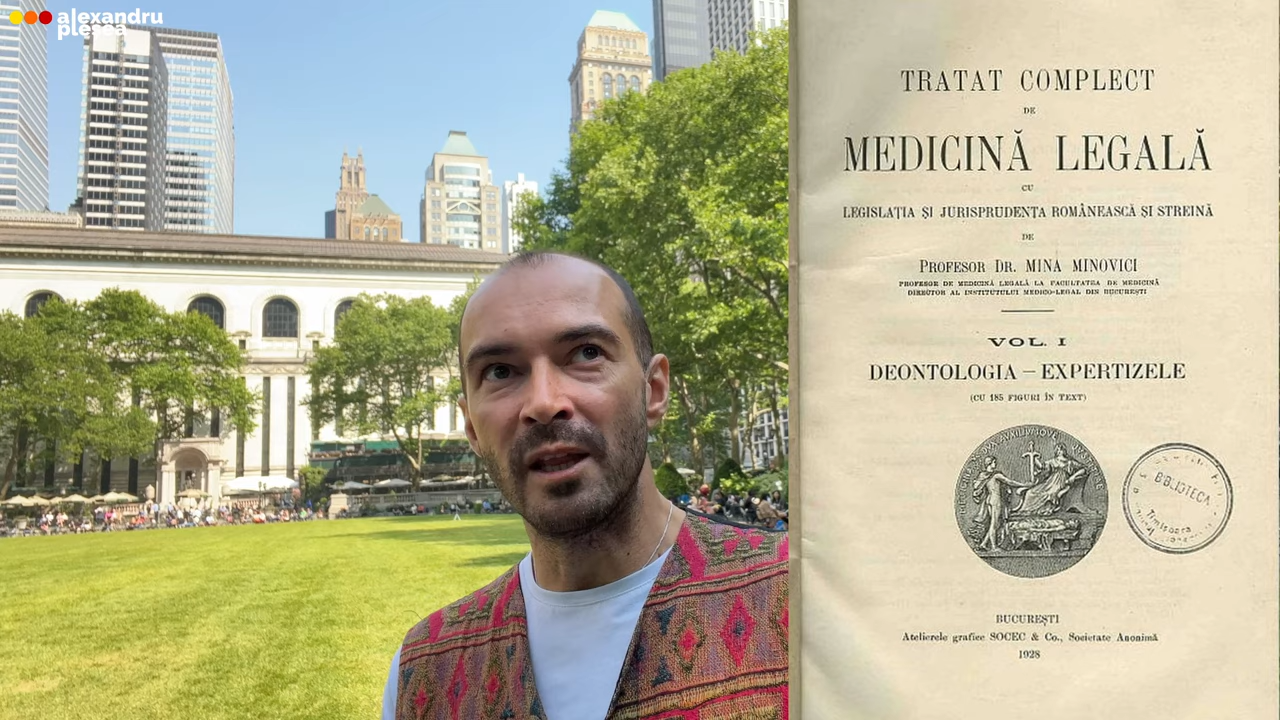 alexandru
pleșea
TRATAT COMPLECT
DE
MEDICINĂ LEGALĂ
CU
LEGISLAȚIA ȘI JURISPRUDENȚA ROMÂNEASCĂ ȘI STREINĂ
DE
PROFESOR DR. MINA MINOVICI
PROFESOR DE MEDICINĂ LEGALĂ LA FACULTATEA DE MEDICINĂ
DIRECTOR AL INSTITUTULUI MEDICO-LEGAL DIN BUCUREȘTI
VOL. I
DEONTOLOGIA – EXPERTIZELE
(CU 185 FIGURI ÎN TEXT)
BIBLIOTECA
Timișoara
BUCUREȘTI
Atelierele grafice SOCEC & Co., Societate Anonimă
1928